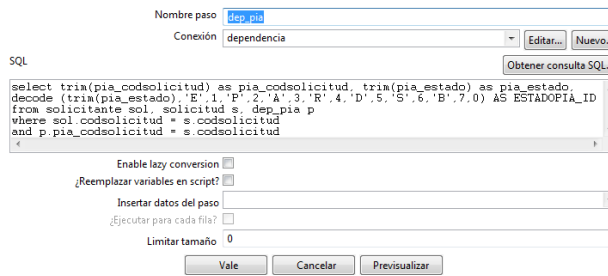 Nombre paso dep_pia
Conexión dependencia Editar... Nuevo.
SQL Obtener consulta SQL.
select trim(pia_codsolicitud) as pia_codsolicitud, trim(pia_estado) as pia_estado,
decode (trim(pia_estado),'E',1,'P',2,'A',3,'R',4,'D',5,'S',6,'B',7,0) AS ESTADOPIA_ID
from solicitante sol, solicitud s, dep_pia p
where sol.codsolicitud = s.codsolicitud
and p.pia_codsolicitud = s.codsolicitud
Enable lazy conversion
¿Reemplazar variables en script?
Insertar datos del paso
¿Ejecutar para cada fila?
Limitar tamaño 0
Vale Cancelar Previsualizar